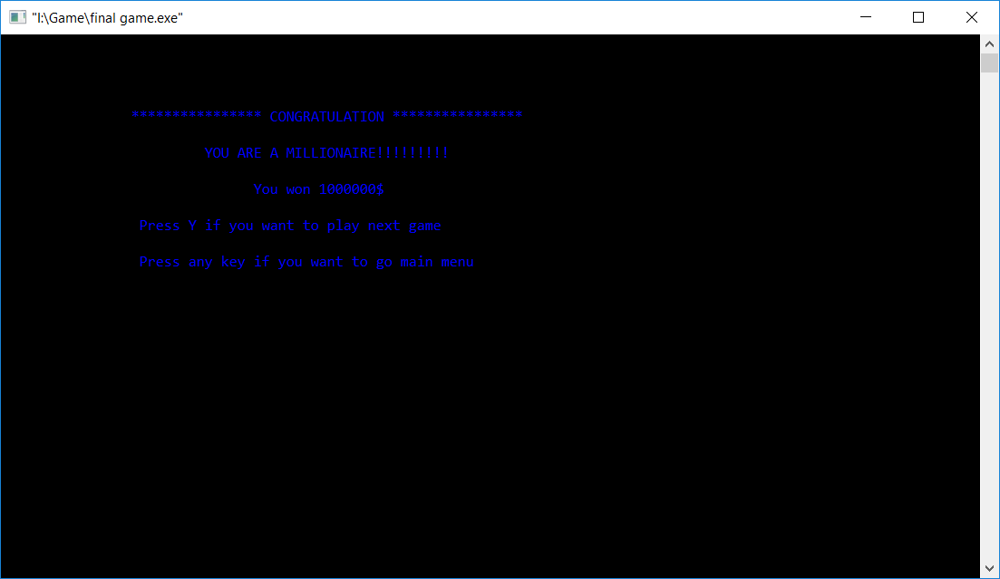 "I:\Game\final game.exe"
**************** CONGRATULATION ****************
YOU ARE A MILLIONAIRE!!!!!!!!!
You won 1000000$
Press Y if you want to play next game
Press any key if you want to go main menu